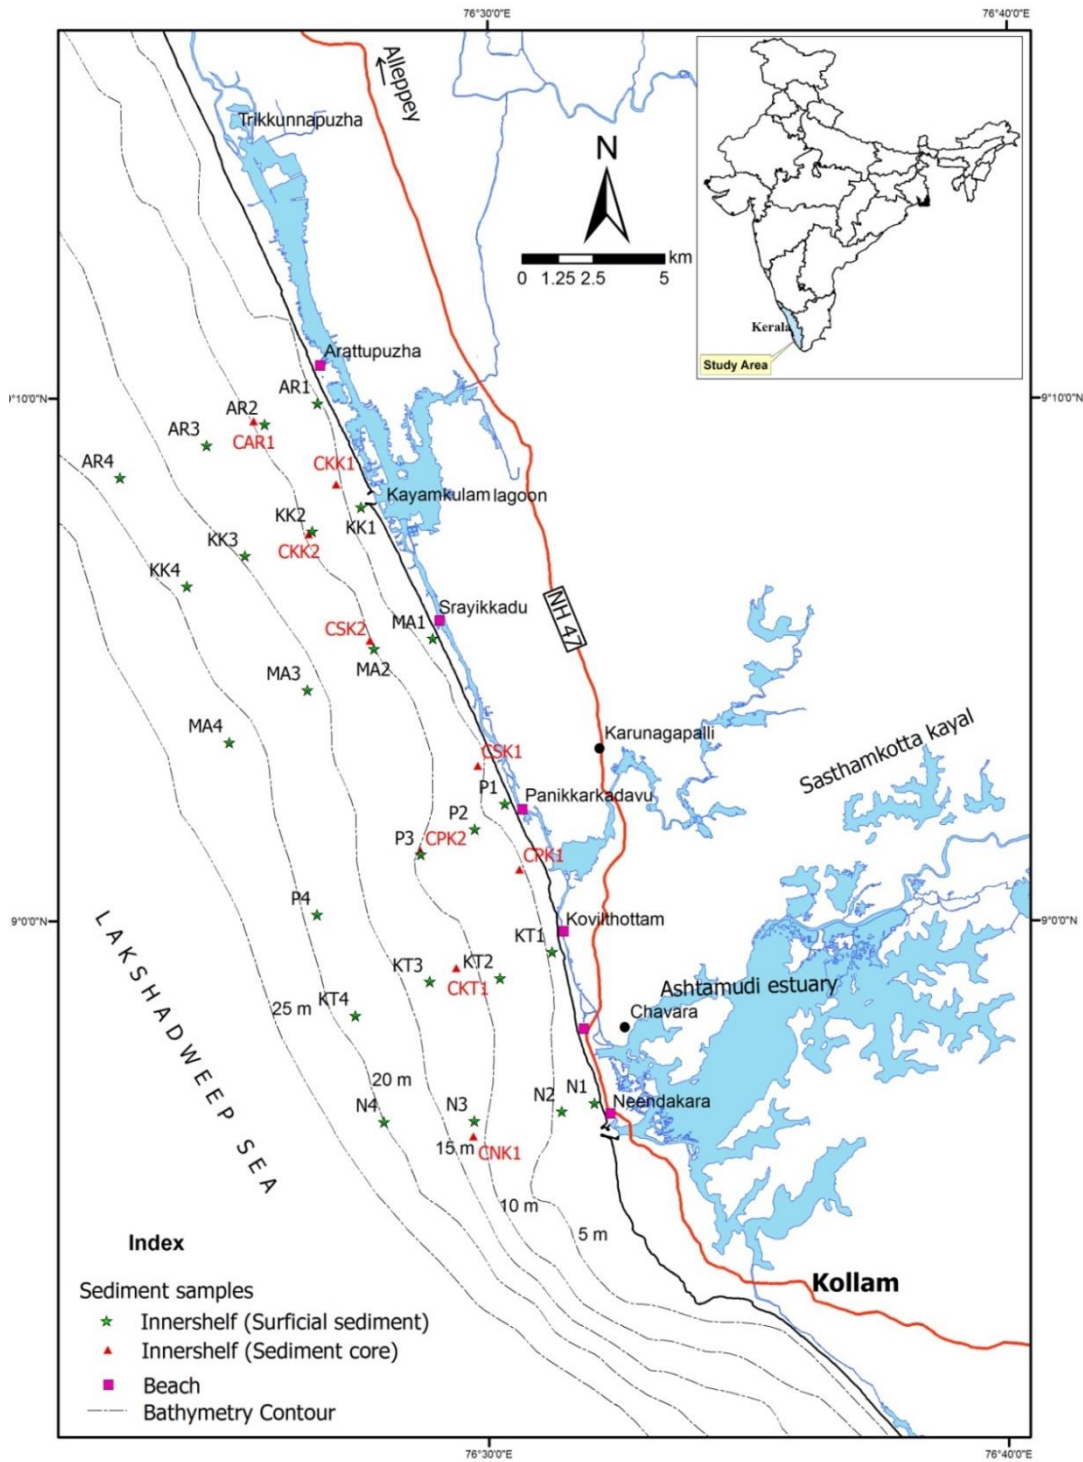 76°30'0"E
76°40'0"E
Alleppey
Trikkunnapuzha
N
km
0 1.25 2.5 5
Kerala
Study Area
Arattupuzha
9°10'0"N
9°10'0"N
AR1
AR2
CAR1
AR3
AR4
CKK1
Kayamkulam lagoon
KK1
KK2
CKK2
KK3
KK4
NH 47
Srayikkadu
MA1
CSK2
MA2
MA3
MA4
Karunagapalli
Sasthamkotta kayal
CSK1
P1
Panikkarkadavu
P2
P3
CPK2
CPK1
P4
9°0'0"N
9°0'0"N
Kovilthottam
KT1
KT2
KT3
CKT1
KT4
Ashtamudi estuary
Chavara
LAKSHADWEEP SEA
25 m
20 m
N1
N2
Neendakara
N3
N4
15 m
CNK1
10 m
5 m
Kollam
Index
Sediment samples
Innershelf (Surficial sediment)
Innershelf (Sediment core)
Beach
Bathymetry Contour
76°30'0"E
76°40'0"E